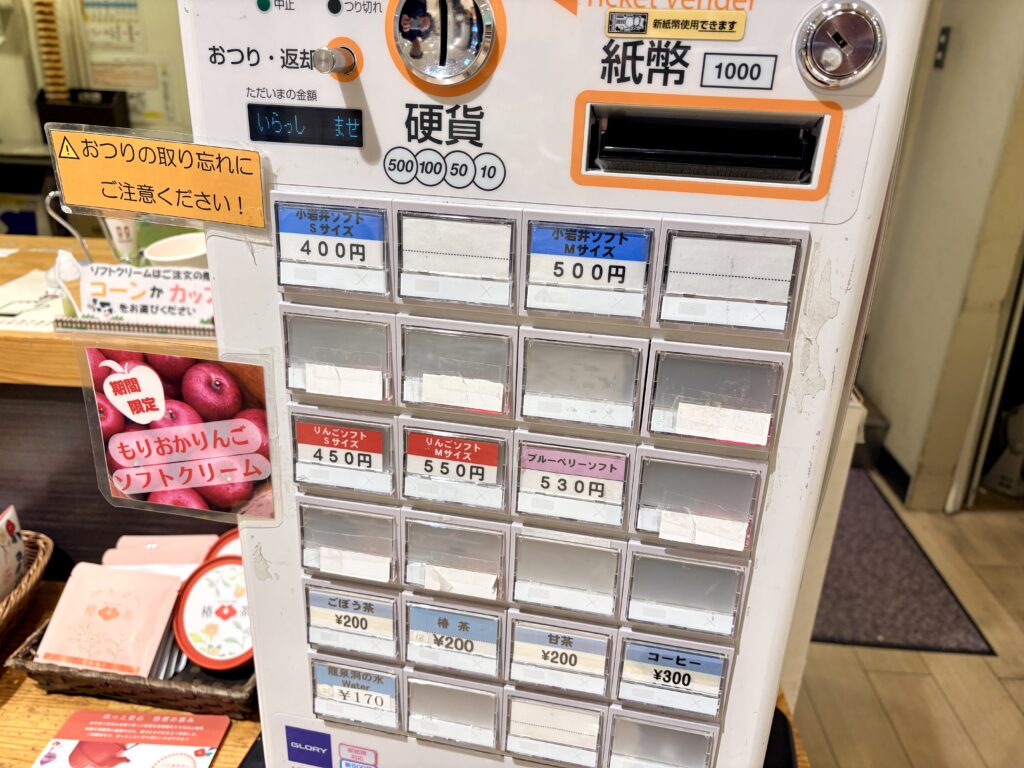 中止
つり切れ
Ticket Vender
新紙幣使用できます
おつり・返却
紙幣
1000
ただいまの金額
いらっし ませ
硬貨
500 100 50 10
おつりの取り忘れに
ご注意ください!
小岩井ソフト
Sサイズ
400円
小岩井ソフト
Mサイズ
500円
ソフトクリームはご注文の
コーンか カップ
をお選びください
期間
限定
もりおかりんご
ソフトクリーム
りんごソフト
Sサイズ
450円
りんごソフト
Mサイズ
550円
ブルーベリーソフト
530円
ごぼう茶
¥200
椿茶
¥200
甘茶
¥200
コーヒー
¥300
龍泉洞の水
Water
¥170
椿茶
椿茶
GLORY